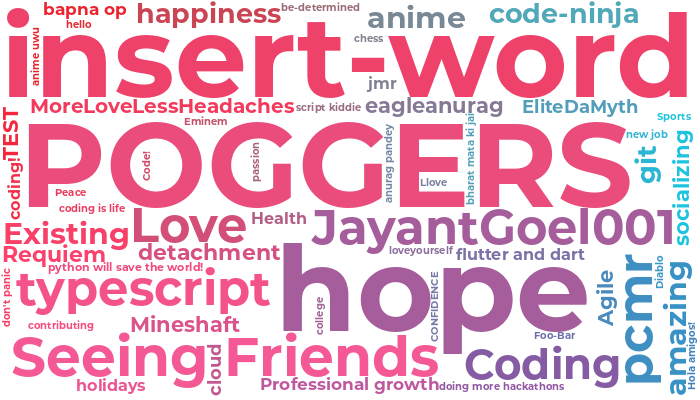 bapna op
happiness
be-determined
anime
code-ninja
hello
anime uwu
insert-word
chess
jmr
MoreLoveLessHeadaches
script kiddie
eagleanurag
EliteDaMyth
Eminem
Sports
TEST
coding!
POGGERS
Code!
passion
anurag pandey
bharat mata ki jai
new job
git
socializing
Peace
Llove
coding is life
Existing
Love
Health
JayantGoel001
Requiem
detachment
loveyourself
flutter and dart
python will save the world!
don't panic
typescript
hope
college
CONFIDENCE
Agile
pcmr
Diablo
amazing
Hola amigos!
contributing
Mineshaft
Foo-Bar
SeeingFriends
cloud
Coding
holidays
Professional growth
doing more hackathons